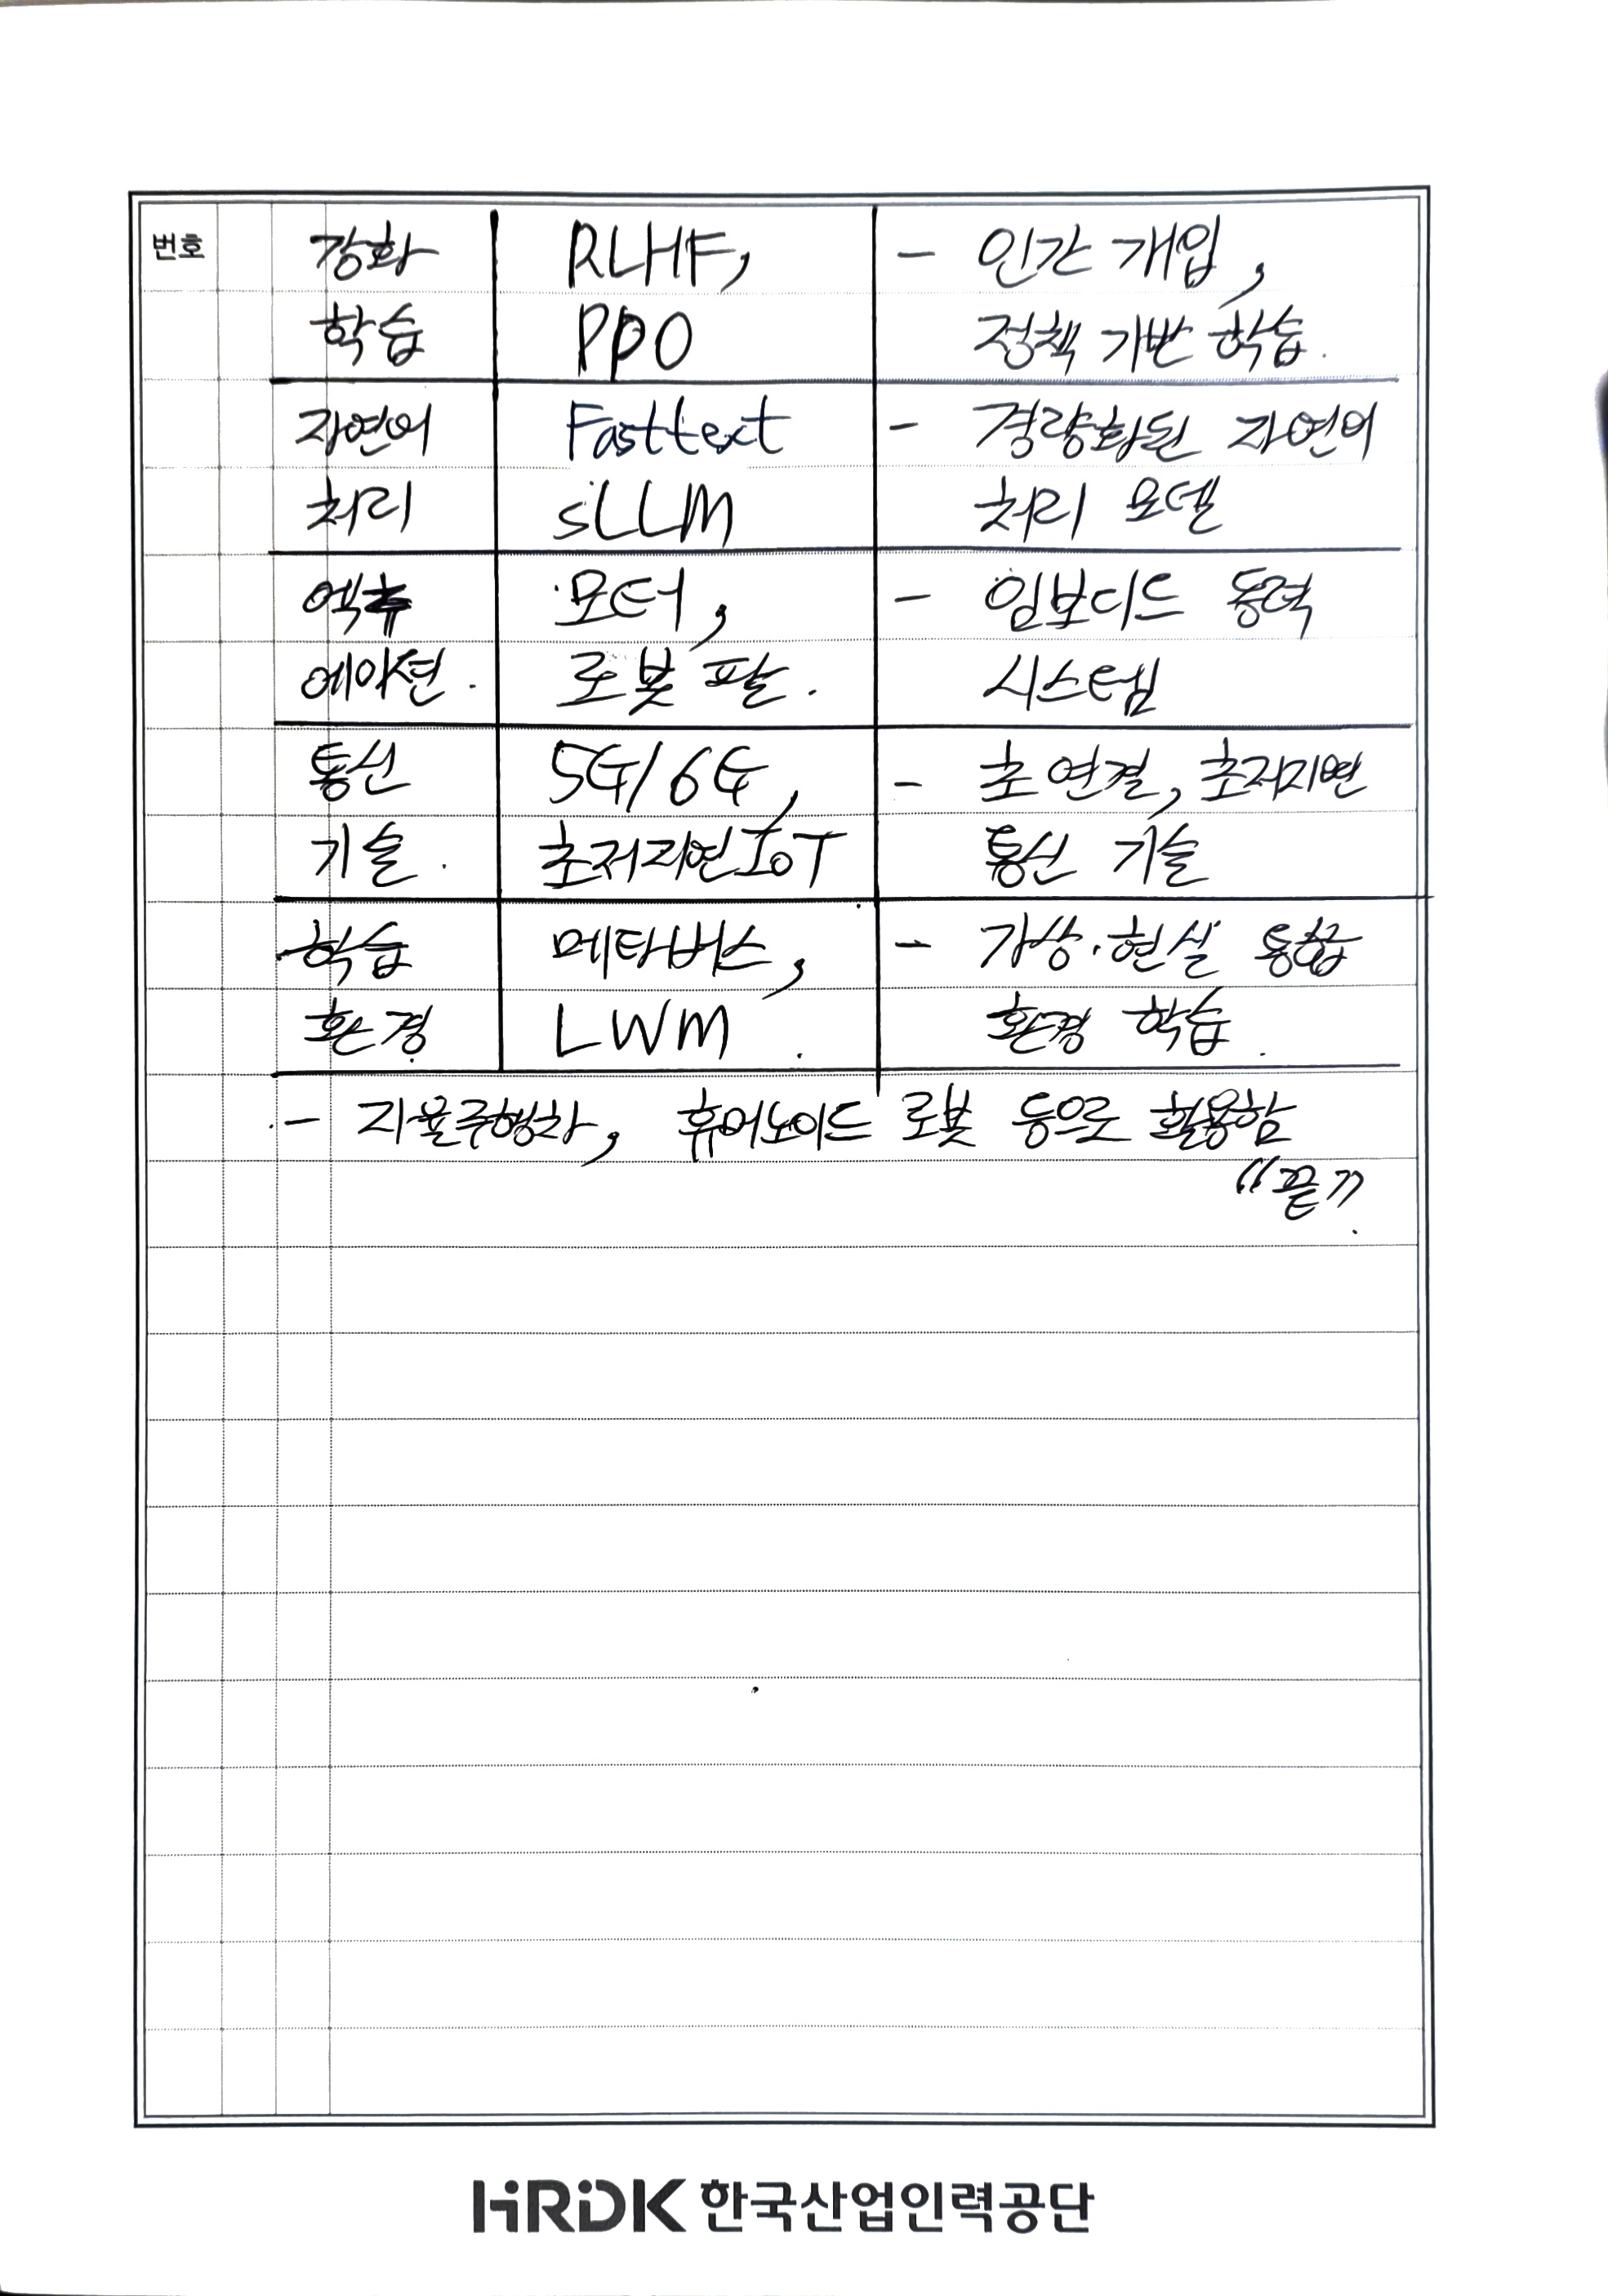 번호 강화 RLHF, - 인간 개입,
학습 PPO 정책 기반 학습.
자연어 Fasttext - 경량화된 자연어
처리 sLLM 처리 모델
엑츄 모터, - 임보디드 동력
에이션. 로봇 팔. 시스템
통신 5G/6G, - 초연결, 초저지연
기술. 초저지연 IoT 통신 기술
학습 메타버스, - 가상·현실 통합
환경 LWM. 환경 학습.
- 자율주행차, 휴머노이드 로봇 등으로 활용함
"끝".
HRDK 한국산업인력공단